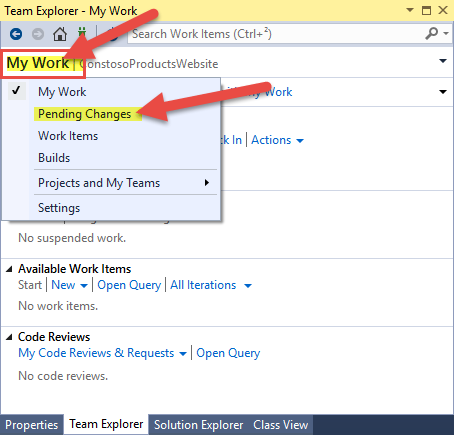 Team Explorer - My Work
Search Work Items (Ctrl+²)
My Work | ConstosoProductsWebsite
My Work
with My Work
Pending Changes
Work Items
In | Actions
Builds
Projects and My Teams
Settings
No suspended work.
Available Work Items
Start | New | Open Query | All Iterations
No work items.
Code Reviews
My Code Reviews & Requests | Open Query
No code reviews.
Properties Team Explorer Solution Explorer Class View